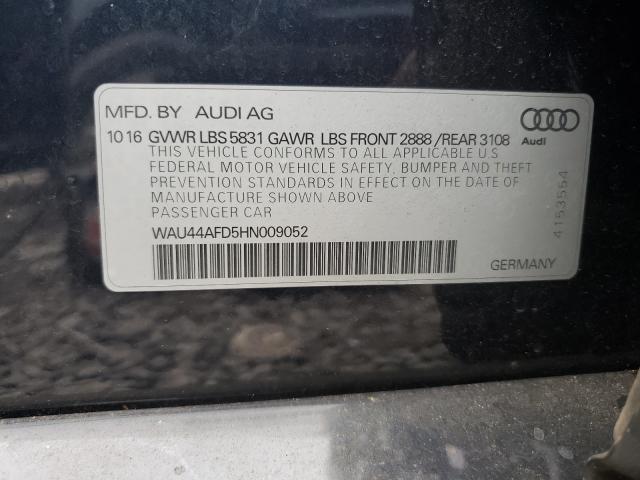 MFD. BY AUDI AG
10 16 GVWR LBS 5831 GAWR LBS FRONT 2888 / REAR 3108
Audi
THIS VEHICLE CONFORMS TO ALL APPLICABLE U.S
FEDERAL MOTOR VEHICLE SAFETY, BUMPER AND THEFT
PREVENTION STANDARDS IN EFFECT ON THE DATE OF
MANUFACTURE SHOWN ABOVE
PASSENGER CAR
4153554
WAU44AFD5HN009052
GERMANY